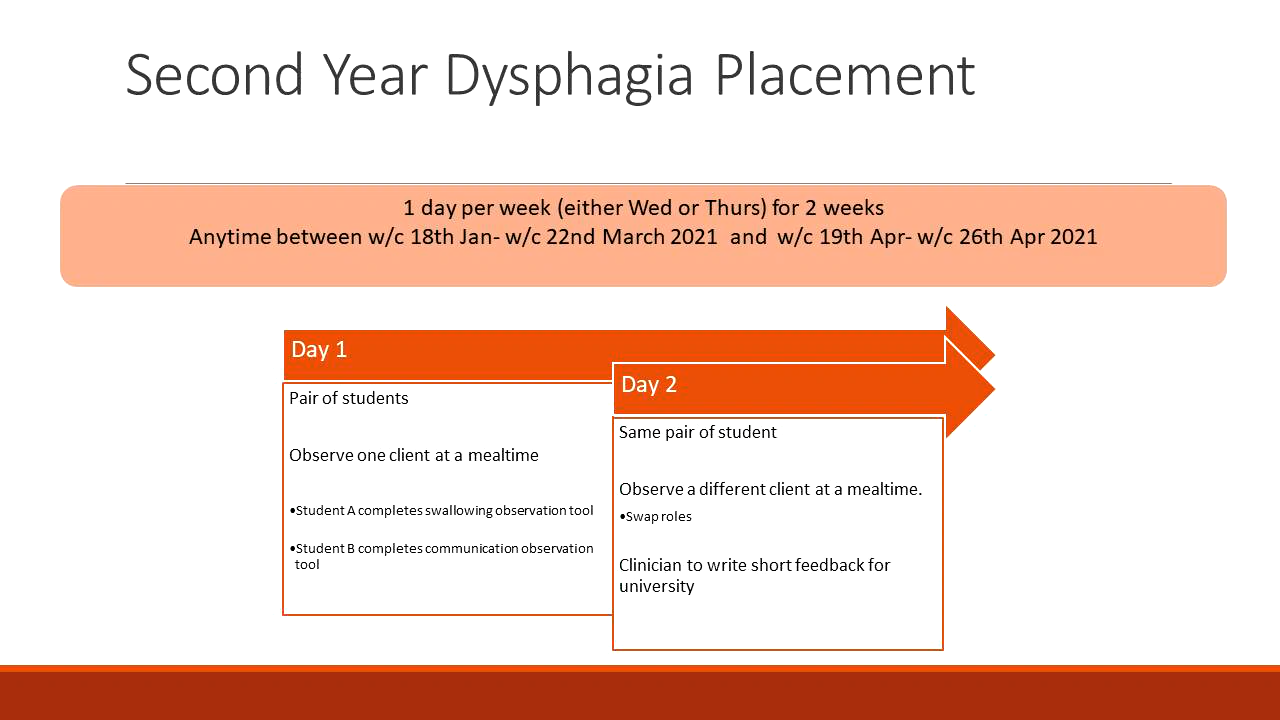 Second Year Dysphagia Placement
1 day per week (either Wed or Thurs) for 2 weeks
Anytime between w/c 18th Jan- w/c 22nd March 2021  and  w/c 19th Apr- w/c 26th Apr 2021
Day 1
Pair of students
Observe one client at a mealtime
•Student A completes swallowing observation tool
•Student B completes communication observation
tool
Day 2
Same pair of student
Observe a different client at a mealtime.
•Swap roles
Clinician to write short feedback for
university